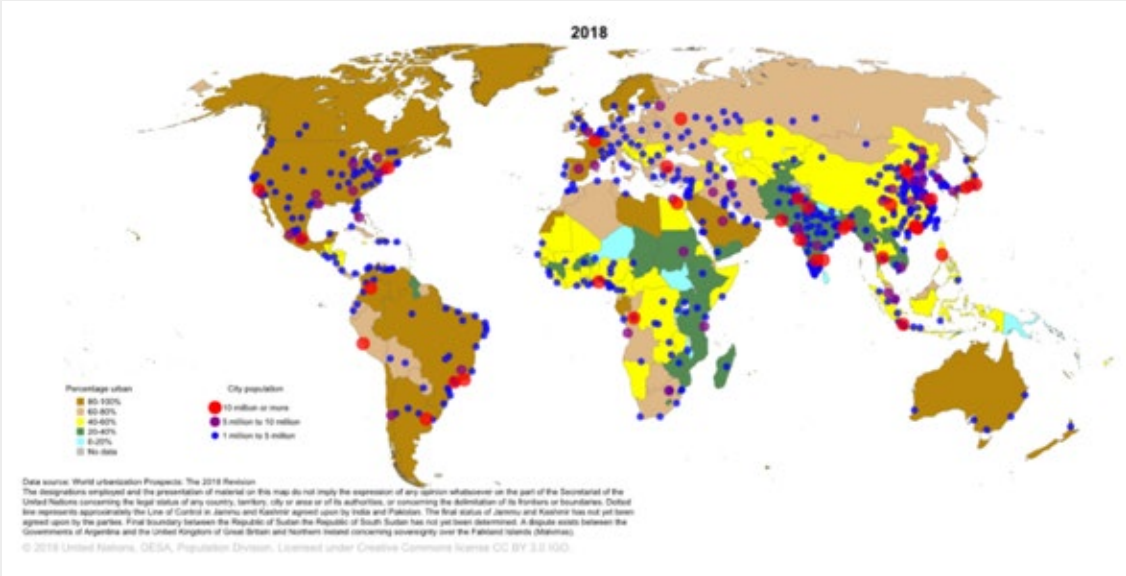 2018
Percentage urban
80-100%
60-80%
40-60%
20-40%
0-20%
No data
City population
10 million or more
5 million to 10 million
1 million to 5 million
Data source: World urbanization Prospects: The 2018 Revision
The designations employed and the presentation of material on this map do not imply the expression of any opinion whatsoever on the part of the Secretariat of the
United Nations concerning the legal status of any country, territory, city or area or of its authorities, or concerning the delimitation of its frontiers or boundaries. Dotted
line represents approximately the Line of Control in Jammu and Kashmir agreed upon by India and Pakistan. The final status of Jammu and Kashmir has not yet been
agreed upon by the parties. Final boundary between the Republic of Sudan the Republic of South Sudan has not yet been determined. A dispute exists between the
Governments of Argentina and the United Kingdom of Great Britain and Northern Ireland concerning sovereignty over the Falkland Islands (Malvinas).
© 2018 United Nations, DESA, Population Division. Licensed under Creative Commons license CC BY 3.0 IGO.